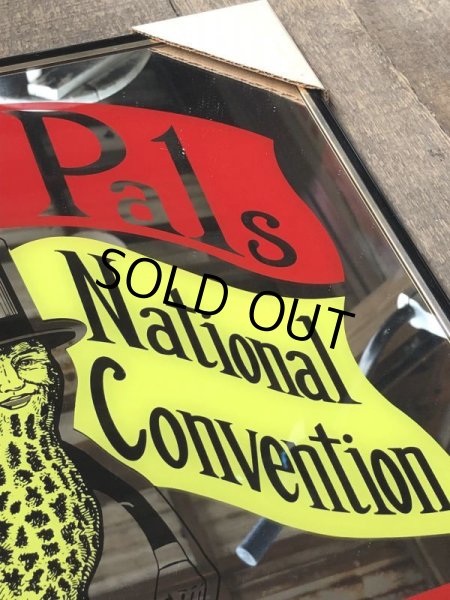 Pals
National
SOLD OUT
Convention